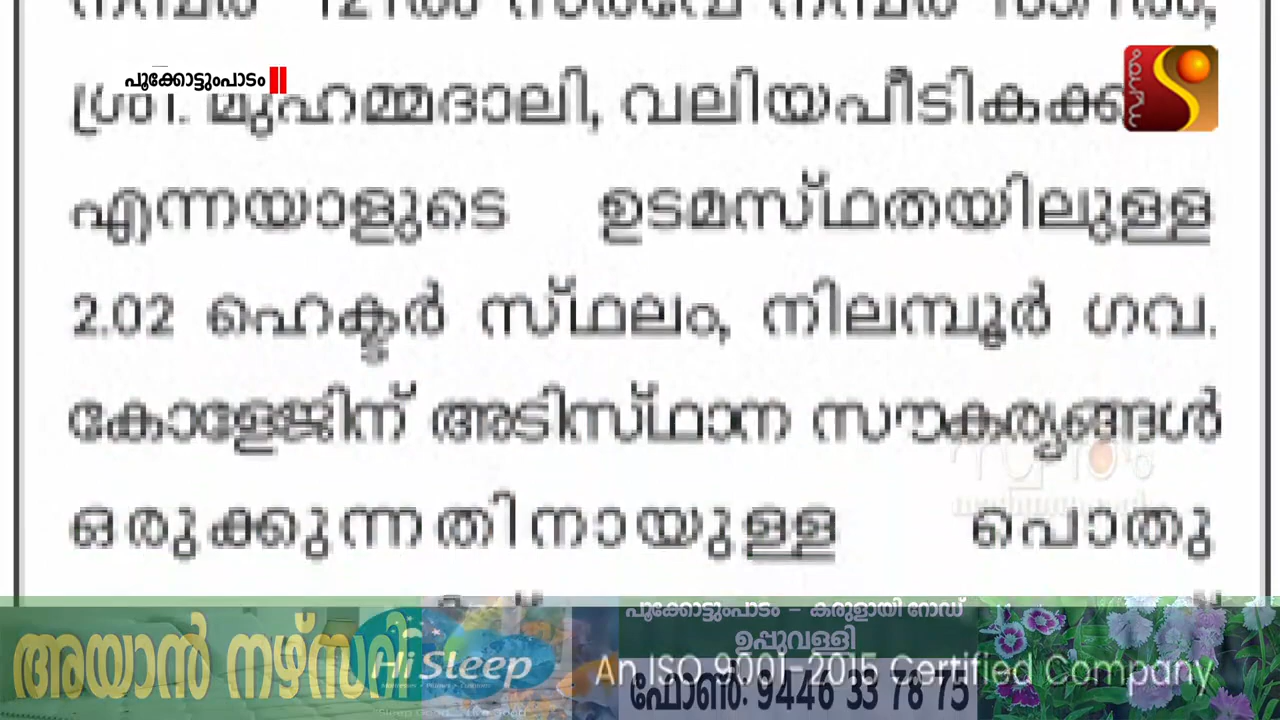 പൂക്കോട്ടുംപാടം
ശ്രീ. മുഹമ്മദാലി, വലിയപീടികക്ക
എന്നയാളുടെ ഉടമസ്ഥതയിലുള്ള
2.02 ഹെക്ടർ സ്ഥലം, നിലമ്പൂർ ഗവ.
കോളേജിന് അടിസ്ഥാന സൗകര്യങ്ങൾ
ഒരുക്കുന്നതിനായുള്ള പൊതു
പൂക്കോട്ടുംപാടം - കരുളായി റോഡ്
ഉപ്പുവള്ളി
അയാൻ നഴ്സറി
Hi Sleep
An ISO 9001-2015 Certified Company
ഫോൺ: 9446 33 78 75